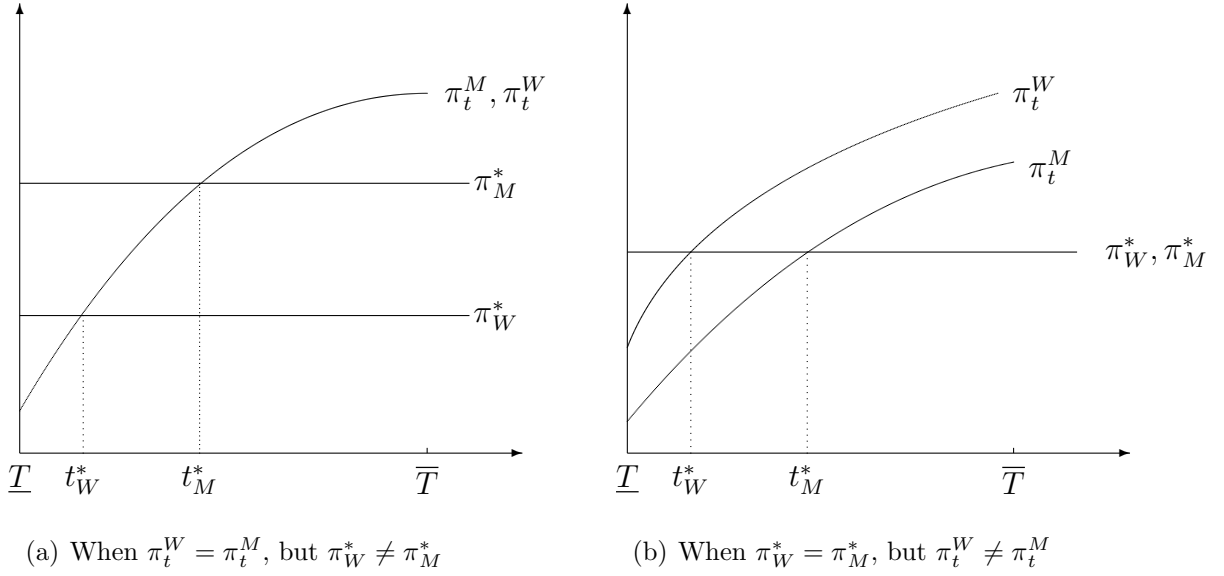 π_t^M, π_t^W
π_M^*
π_W^*
T̲ t_W^* t_M^* T̅
(a) When π_t^W = π_t^M, but π_W^* ≠ π_M^*
π_t^W
π_t^M
π_W^*, π_M^*
T̲ t_W^* t_M^* T̅
(b) When π_W^* = π_M^*, but π_t^W ≠ π_t^M